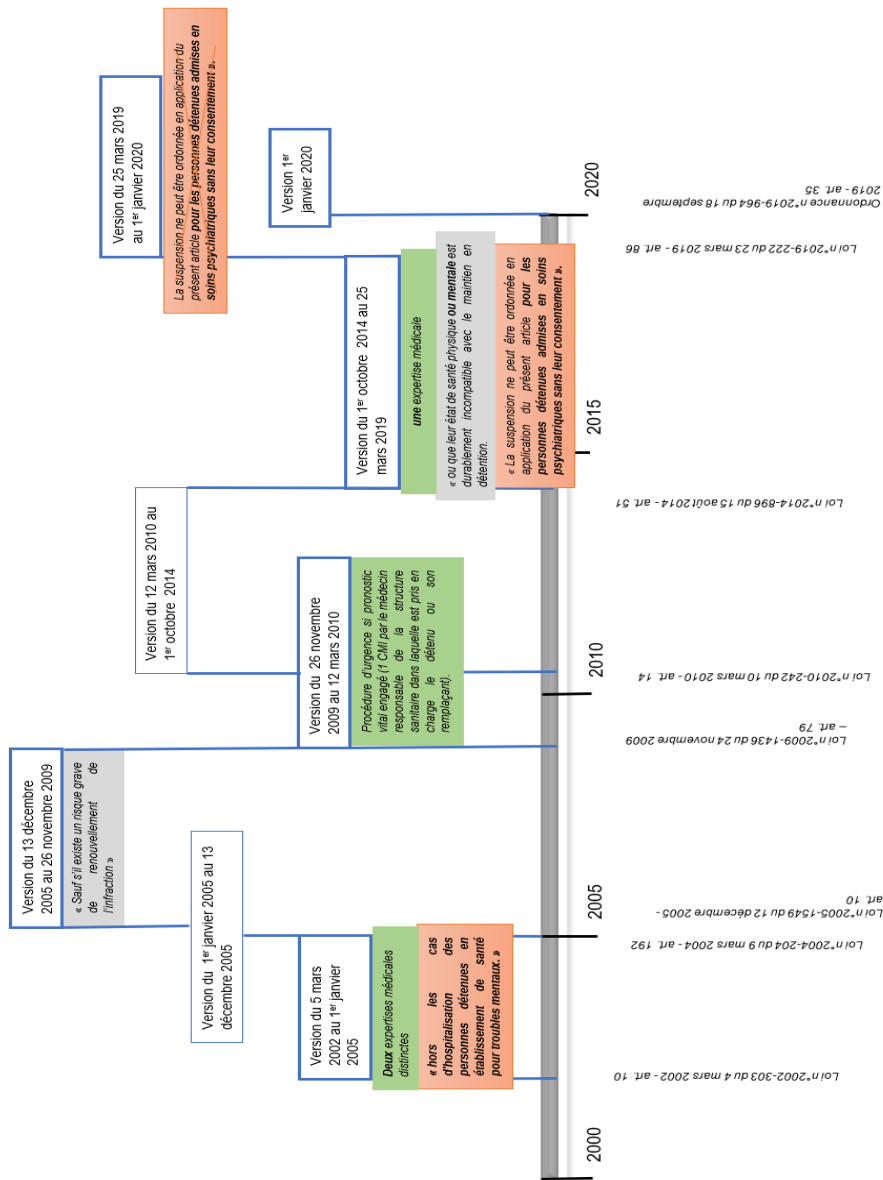 Version du 13 décembre
2005 au 26 novembre 2009
« Sauf s'il existe un risque grave
de renouvellement de
l'infraction »
Version du 12 mars 2010 au
1er octobre 2014
Version du 25 mars 2019
au 1er janvier 2020
La suspension ne peut être ordonnée en application du
présent article pour les personnes détenues admises en
soins psychiatriques sans leur consentement ».
Version du 1er janvier 2005 au 13
décembre 2005
Version du 5 mars
2002 au 1er janvier
2005
Deux expertises médicales
distinctes
« hors les cas
d'hospitalisation des
personnes détenues en
établissement de santé
pour troubles mentaux. »
Version du 26 novembre
2009 au 12 mars 2010
Procédure d'urgence si pronostic
vital engagé (1 CMI par le médecin
responsable de la structure
sanitaire dans laquelle est pris en
charge le détenu ou son
remplaçant).
Version du 1er octobre 2014 au 25
mars 2019
une expertise médicale
« ou que leur état de santé physique ou mentale est
durablement incompatible avec le maintien en
détention.
« La suspension ne peut être ordonnée en
application du présent article pour les
personnes détenues admises en soins
psychiatriques sans leur consentement ».
Version 1er
janvier 2020
2000
2005
2010
2015
2020
Loi n°2002-303 du 4 mars 2002 - art. 10
Loi n°2004-204 du 9 mars 2004 - art. 192
Loi n°2005-1549 du 12 décembre 2005 -
art. 10
Loi n°2009-1436 du 24 novembre 2009
– art. 79
Loi n°2010-242 du 10 mars 2010 - art. 14
Loi n°2014-896 du 15 août 2014 - art. 51
Loi n°2019-222 du 23 mars 2019 - art. 86
Ordonnance n°2019-964 du 18 septembre
2019 - art. 35